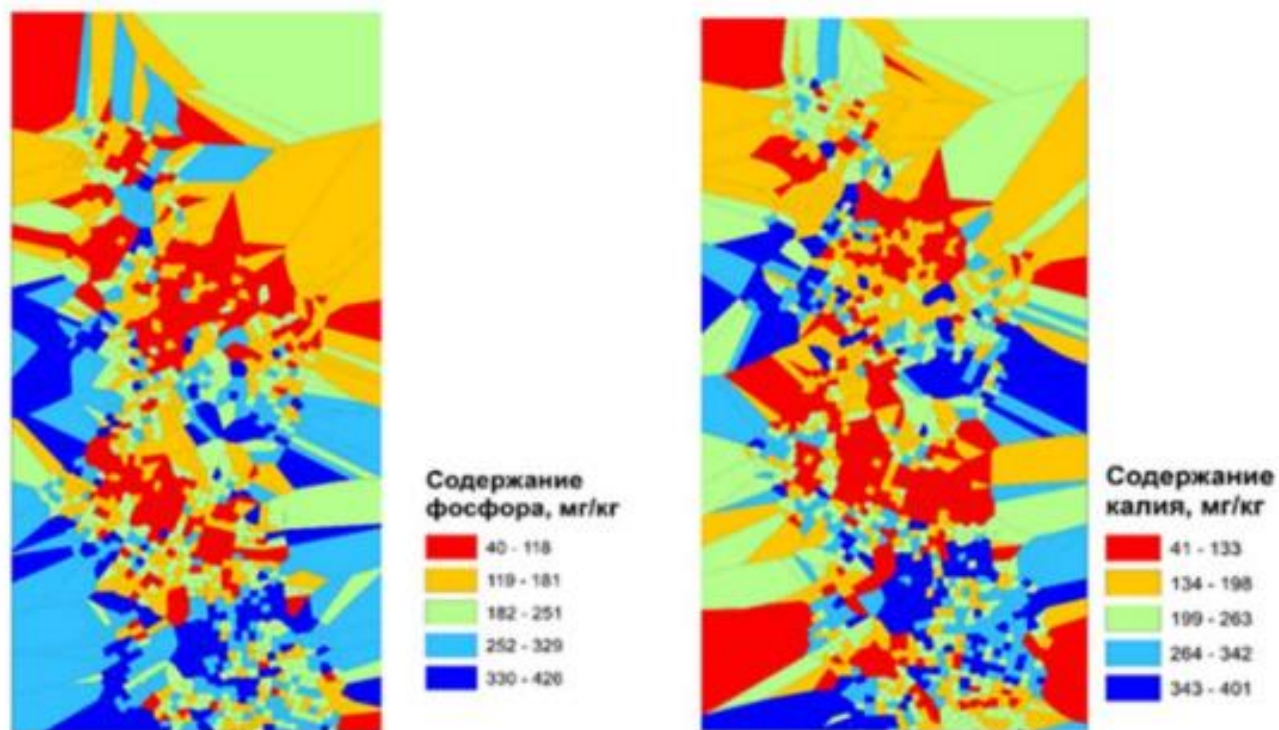 Содержание
фосфора, мг/кг
40 - 118
119 - 181
182 - 251
252 - 329
330 - 426
Содержание
калия, мг/кг
41 - 133
134 - 198
199 - 263
264 - 342
343 - 401